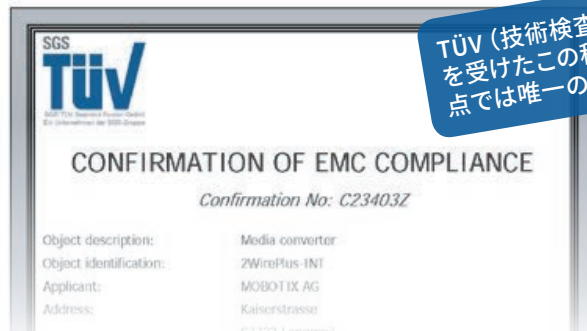 SGS
TÜV
TÜV（技術検査
を受けたこの種
点では唯一の
CONFIRMATION OF EMC COMPLIANCE
Confirmation No: C23403Z
Object description: Media converter
Object identification: 2WirePlus-INT
Applicant: MOBOTIX AG
Address: Kaiserstrasse